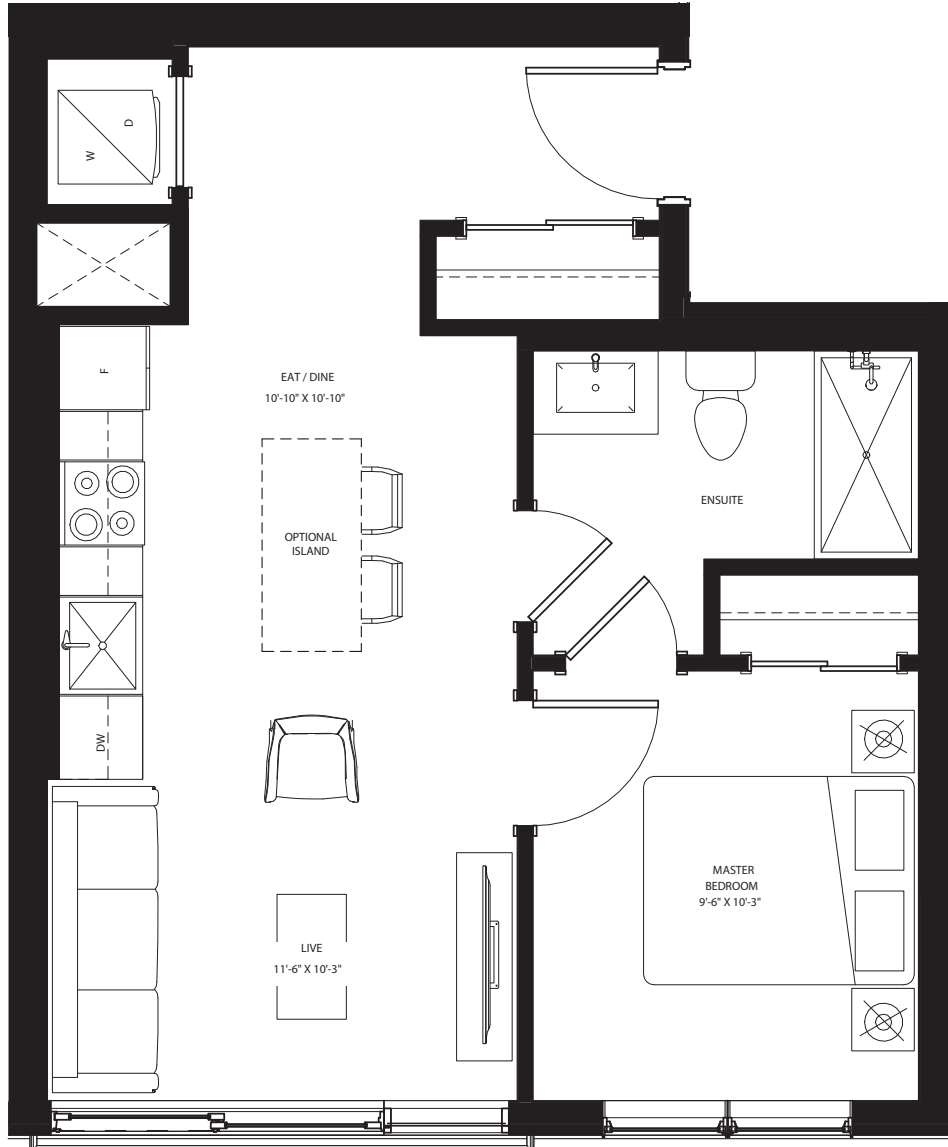 D
W
F
EAT / DINE
10'-10" X 10'-10"
OPTIONAL
ISLAND
ENSUITE
DW
MASTER
BEDROOM
9'-6" X 10'-3"
LIVE
11'-6" X 10'-3"